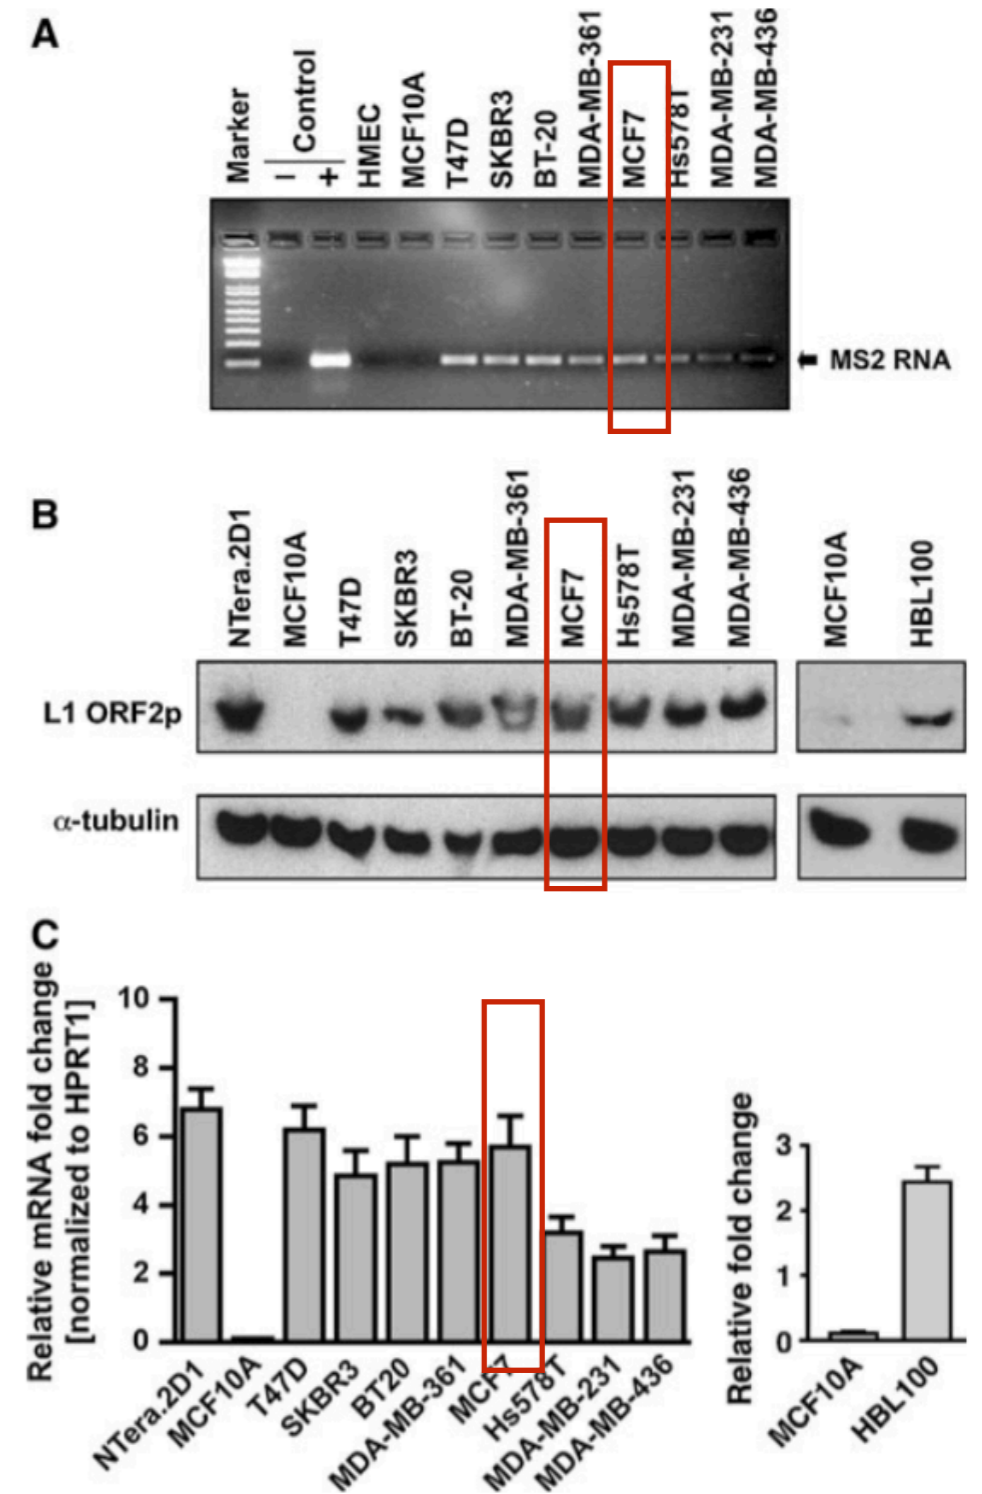 A
Marker
Control
−
+
HMEC
MCF10A
T47D
SKBR3
BT-20
MDA-MB-361
MCF7
Hs578T
MDA-MB-231
MDA-MB-436
MS2 RNA
B
NTera.2D1
MCF10A
T47D
SKBR3
BT-20
MDA-MB-361
MCF7
Hs578T
MDA-MB-231
MDA-MB-436
MCF10A
HBL100
L1 ORF2p
α-tubulin
C
Relative mRNA fold change
[normalized to HPRT1]
10
8
6
4
2
0
NTera.2D1
MCF10A
T47D
SKBR3
BT20
MDA-MB-361
MCF7
Hs578T
MDA-MB-231
MDA-MB-436
Relative fold change
3
2
1
0
MCF10A
HBL100